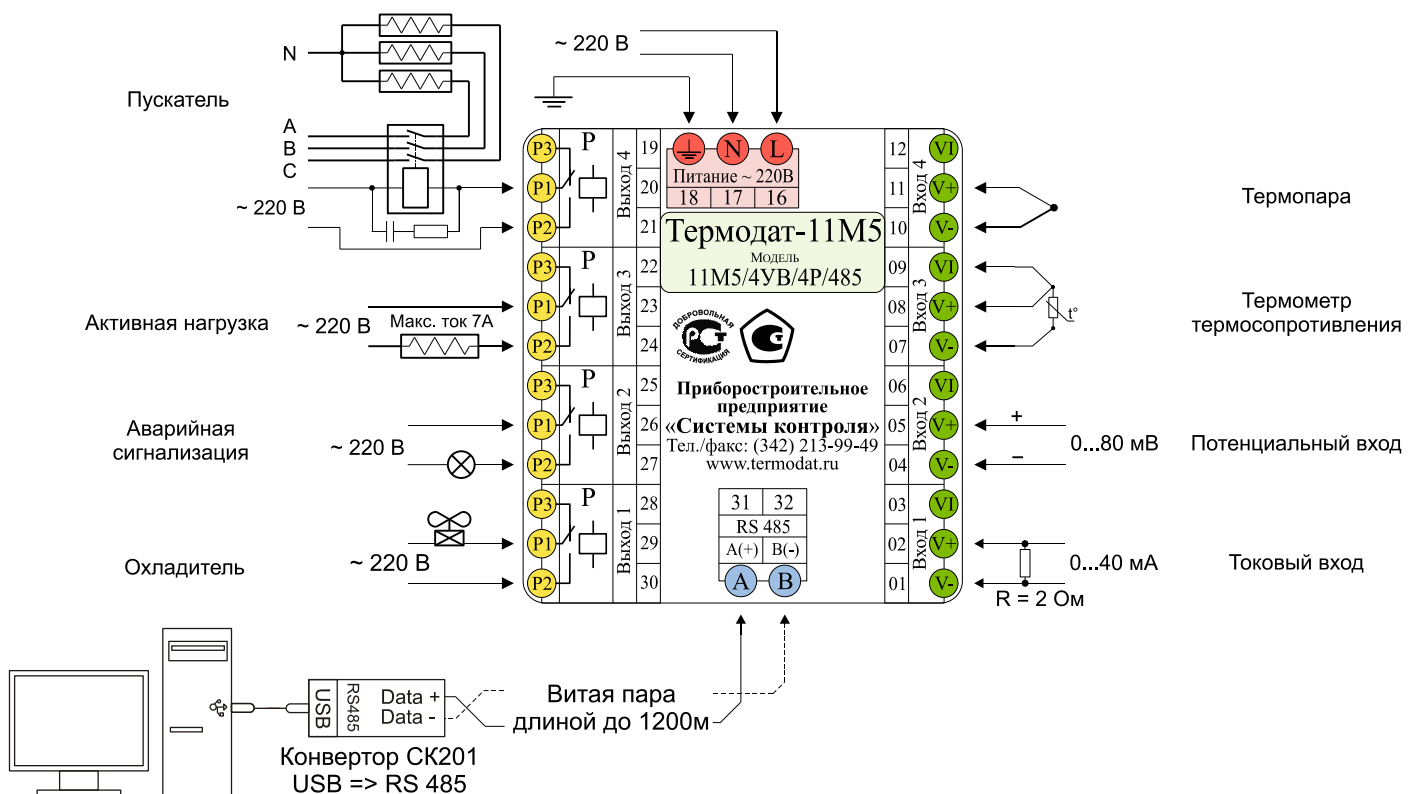 N
Пускатель
A
B
C
~ 220 В
~ 220 В
P3
P1
P2
P
Выход 4
19
20
21
N
L
Питание ~ 220В
18 17 16
Термодат-11М5
Модель
11М5/4УВ/4Р/485
12
11
10
Вход 4
VI
V+
V-
Термопара
Активная нагрузка
~ 220 В
Макс. ток 7А
P3
P1
P2
P
Выход 3
22
23
24
ДОБРОВОЛЬНАЯ
РСТ
СЕРТИФИКАЦИЯ
09
08
07
Вход 3
VI
V+
V-
t°
Термометр
термосопротивления
Аварийная
сигнализация
~ 220 В
P3
P1
P2
P
Выход 2
25
26
27
Приборостроительное
предприятие
«Системы контроля»
Тел./факс: (342) 213-99-49
www.termodat.ru
06
05
04
Вход 2
VI
V+
V-
+
–
0...80 мВ
Потенциальный вход
Охладитель
~ 220 В
P3
P1
P2
P
Выход 1
28
29
30
31 32
RS 485
A(+) B(-)
A B
03
02
01
Вход 1
VI
V+
V-
0...40 мА
R = 2 Ом
Токовый вход
USB
RS485
Data +
Data -
Витая пара
длиной до 1200м
Конвертор СК201
USB => RS 485